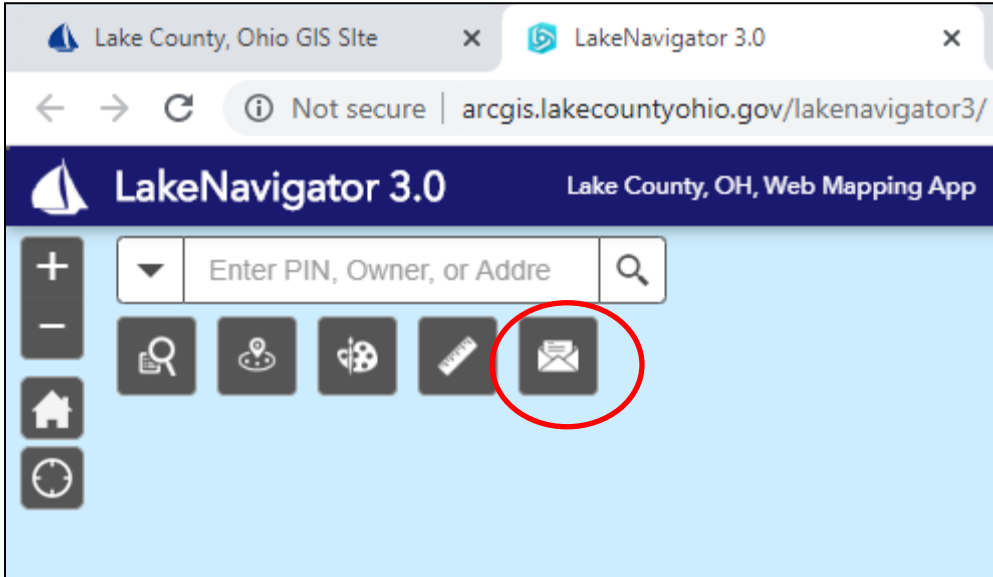 Lake County, Ohio GIS SIte
LakeNavigator 3.0
Not secure | arcgis.lakecountyohio.gov/lakenavigator3/
LakeNavigator 3.0 Lake County, OH, Web Mapping App
Enter PIN, Owner, or Addre